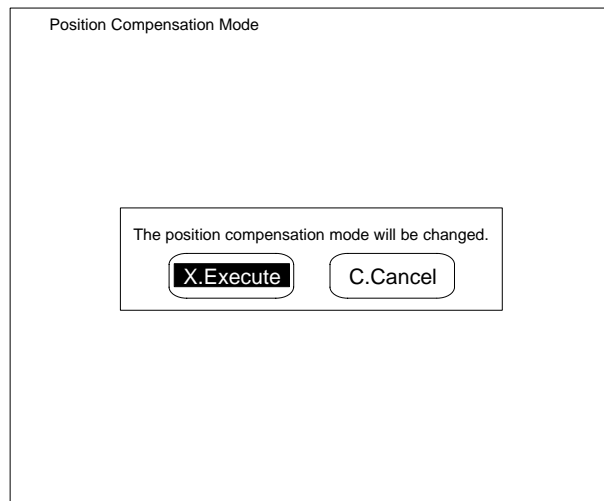 Position Compensation Mode
The position compensation mode will be changed.
X.Execute C.Cancel